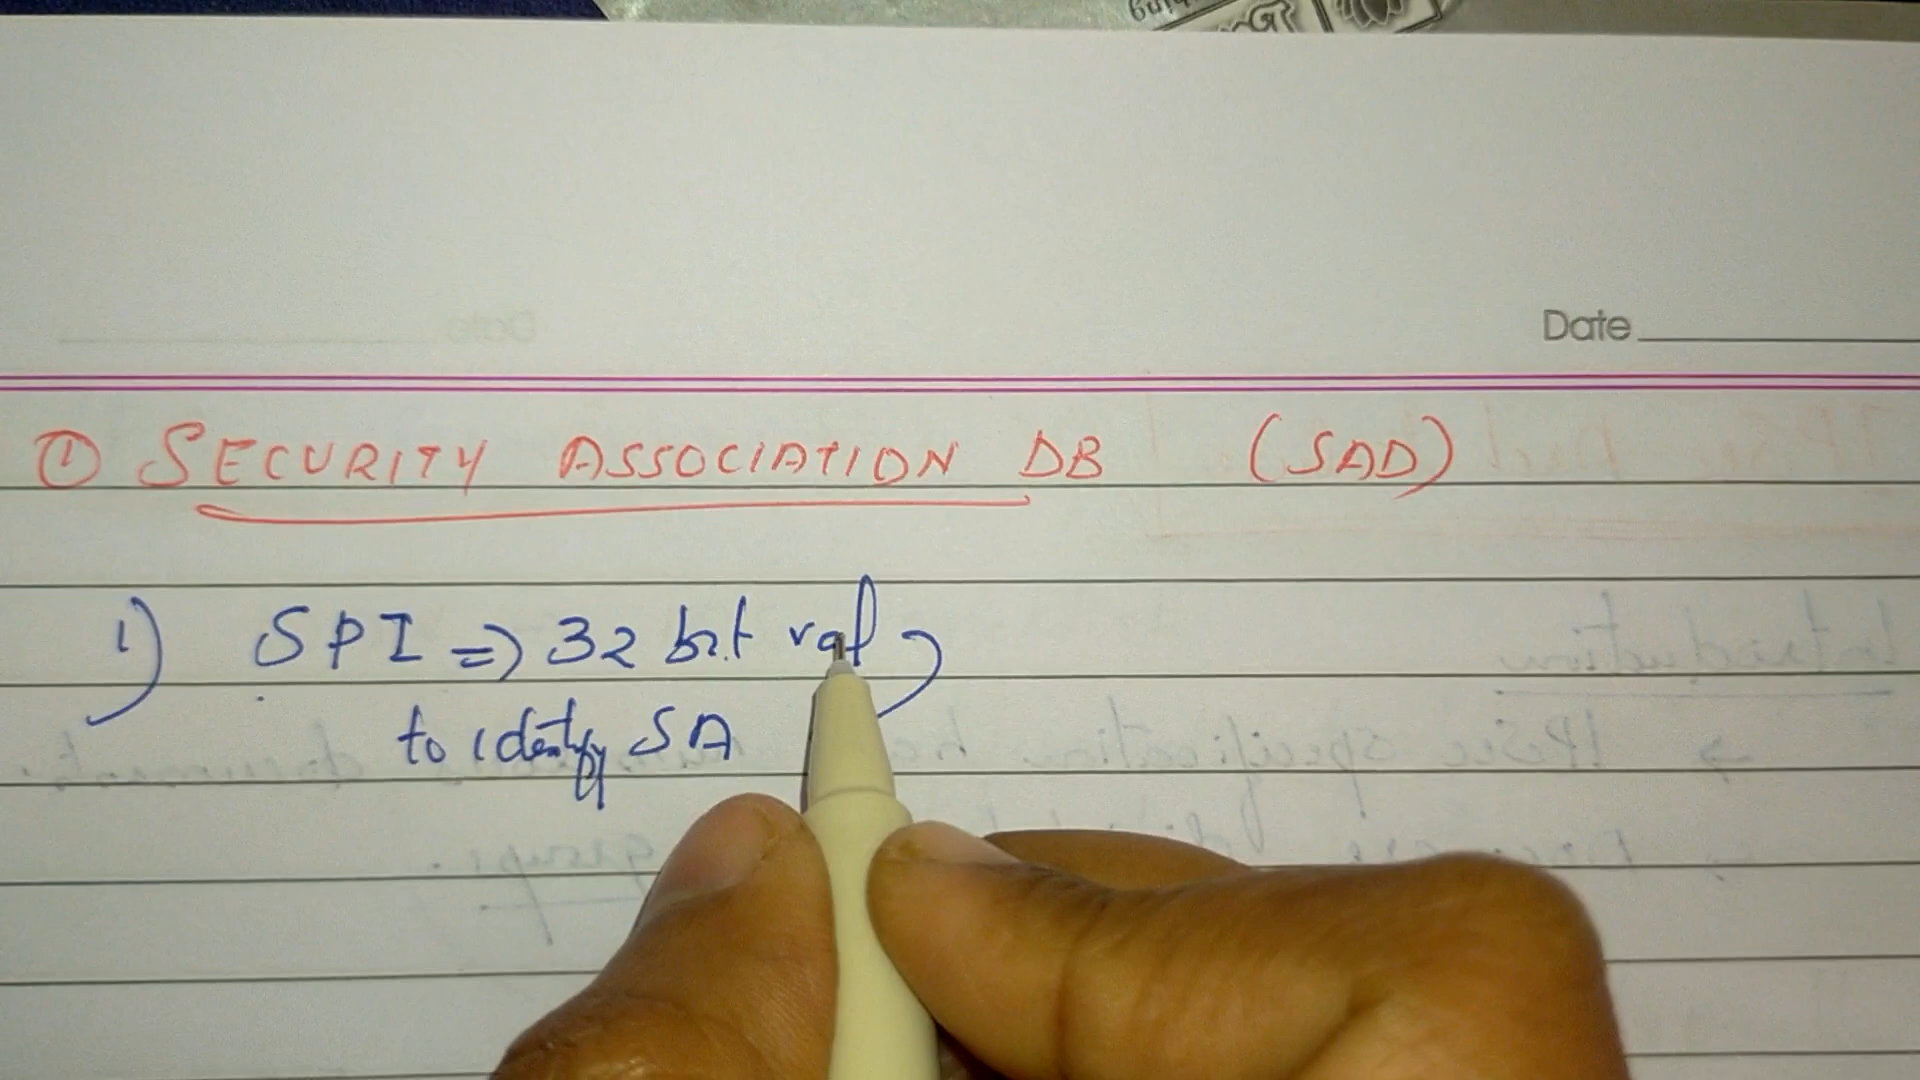 Date
① SECURITY ASSOCIATION DB (SAD)
1) SPI => 32 bit val
to identify SA